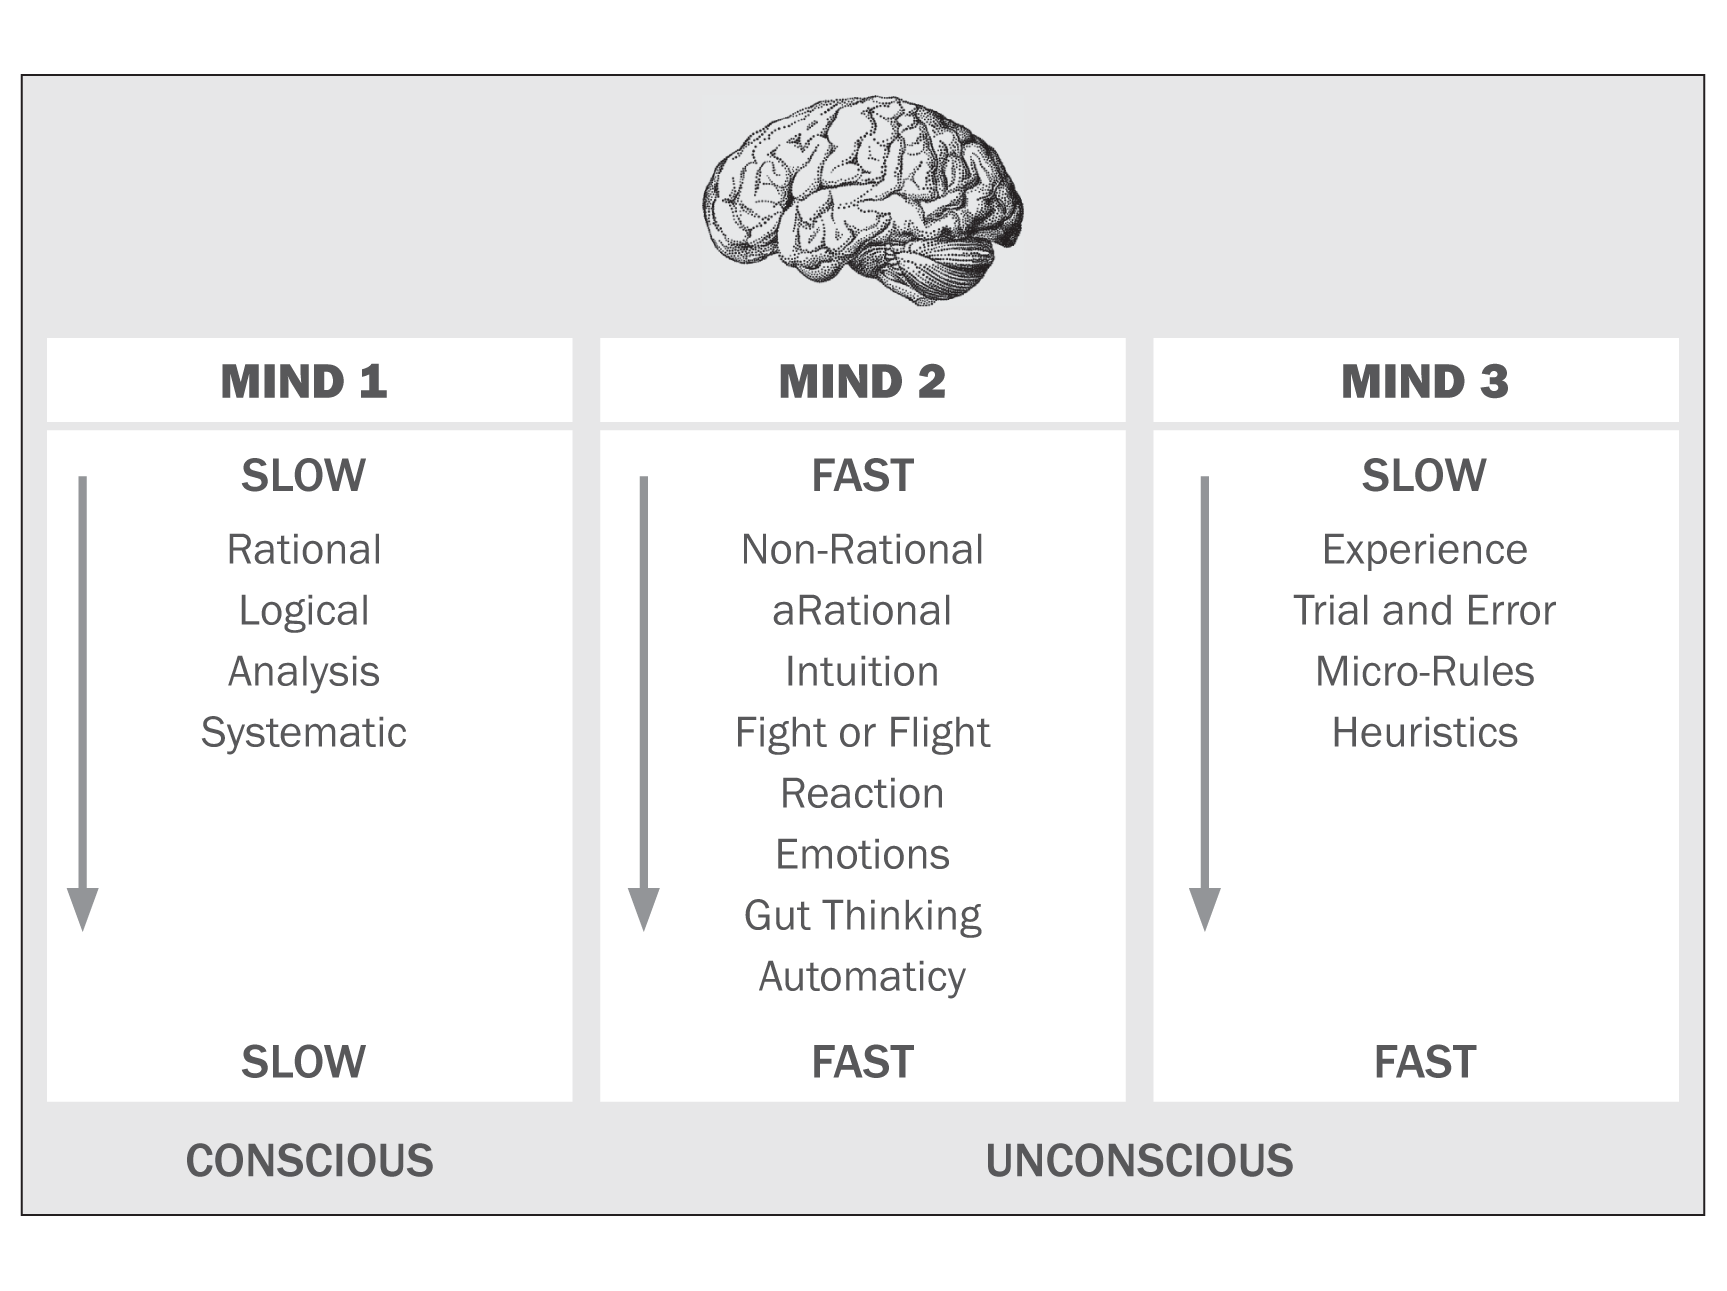 MIND 1
SLOW
Rational
Logical
Analysis
Systematic
SLOW
MIND 2
FAST
Non-Rational
aRational
Intuition
Fight or Flight
Reaction
Emotions
Gut Thinking
Automaticy
FAST
MIND 3
SLOW
Experience
Trial and Error
Micro-Rules
Heuristics
FAST
CONSCIOUS
UNCONSCIOUS